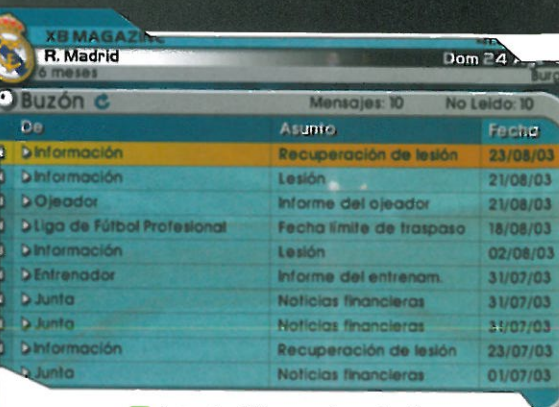 XB MAGAZINE
R. Madrid Dom 24
6 meses
Buzón Mensajes: 10 No Leido: 10
De Asunto Fecha
Información Recuperación de lesión 23/08/03
Información Lesión 21/08/03
Ojeador Informe del ojeador 21/08/03
Liga de Fútbol Profesional Fecha límite de traspaso 18/08/03
Información Lesión 02/08/03
Entrenador Informe del entrenam. 31/07/03
Junta Noticias financieras 31/07/03
Junta Noticias financieras 31/07/03
Información Recuperación de lesión 23/07/03
Junta Noticias financieras 01/07/03